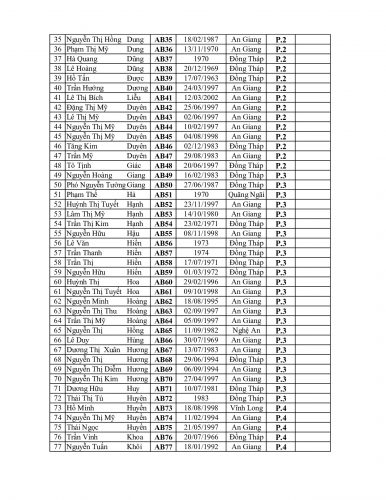 35 Nguyễn Thị Hồng Dung AB35 18/02/1987 An Giang P.2
36 Phạm Thị Mỹ Dung AB36 13/11/1970 An Giang P.2
37 Hà Quang Dũng AB37 1970 Đồng Tháp P.2
38 Lê Hoàng Dũng AB38 20/12/1969 Đồng Tháp P.2
39 Hồ Tấn Được AB39 17/07/1963 Đồng Tháp P.2
40 Trần Hướng Dương AB40 24/03/1997 An Giang P.2
41 Lê Thị Bích Liễu AB41 12/03/2002 An Giang P.2
42 Đặng Thị Mỹ Duyên AB42 25/06/1997 An Giang P.2
43 Lê Thị Mỹ Duyên AB43 02/04/1997 An Giang P.2
44 Nguyễn Thị Mỹ Duyên AB44 10/02/1997 An Giang P.2
45 Nguyễn Thị Mỹ Duyên AB45 04/08/1998 An Giang P.2
46 Tăng Kim Duyên AB46 02/12/1983 Đồng Tháp P.2
47 Trần Mỹ Duyên AB47 29/08/1983 An Giang P.2
48 Tô Tịnh Giác AB48 20/06/1997 Đồng Tháp P.2
49 Nguyễn Hoàng Giang AB49 16/02/1983 Đồng Tháp P.3
50 Phó Nguyễn Tường Giang AB50 27/06/1987 Đồng Tháp P.3
51 Phạm Thế Hà AB51 1970 Quãng Ngãi P.3
52 Huỳnh Thị Tuyết Hạnh AB52 23/11/1997 An Giang P.3
53 Lâm Thị Mỹ Hạnh AB53 14/10/1980 An Giang P.3
54 Trần Thị Kim Hạnh AB54 23/02/1971 Đồng Tháp P.3
55 Nguyễn Hữu Hậu AB55 08/11/1998 An Giang P.3
56 Lê Văn Hiền AB56 1973 Đồng Tháp P.3
57 Trần Thanh Hiền AB57 1974 Đồng Tháp P.3
58 Trần Thị Hiền AB58 17/07/1971 Đồng Tháp P.3
59 Nguyễn Hữu Hiền AB59 01/03/1972 Đồng Tháp P.3
60 Huỳnh Thị Hoa AB60 29/02/1996 An Giang P.3
61 Nguyễn Thị Tuyết Hoa AB61 09/10/1998 An Giang P.3
62 Nguyễn Minh Hoàng AB62 18/08/1995 An Giang P.3
63 Nguyễn Thị Thu Hoàng AB63 02/09/1997 An Giang P.3
64 Trần Thị Mỹ Hoàng AB64 05/09/1997 An Giang P.3
65 Nguyễn Thị Hồng AB65 11/09/1982 Nghệ An P.3
66 Lê Duy Hùng AB66 30/07/1969 An Giang P.3
67 Dương Thị Xuân Hương AB67 13/07/1983 An Giang P.3
68 Nguyễn Thị Hương AB68 29/06/1994 Đồng Tháp P.3
69 Nguyễn Thị Diễm Hương AB69 06/09/1994 An Giang P.3
70 Nguyễn Thị Kim Hương AB70 27/04/1997 An Giang P.3
71 Dương Hữu Huy AB71 10/07/1981 Đồng Tháp P.3
72 Thái Thị Tú Huyên AB72 1983 Đồng Tháp P.3
73 Hồ Minh Huyền AB73 18/08/1998 Vĩnh Long P.4
74 Nguyễn Thị Mỹ Huyền AB74 11/02/1994 An Giang P.4
75 Thái Ngọc Huyền AB75 21/05/1997 An Giang P.4
76 Trần Vinh Khoa AB76 20/07/1966 Đồng Tháp P.4
77 Nguyễn Tuấn Khôi AB77 18/01/1992 An Giang P.4